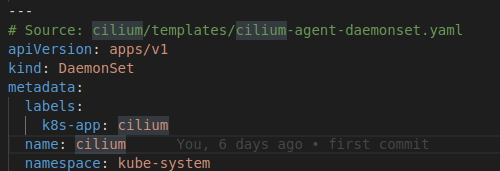 ---
# Source: cilium/templates/cilium-agent-daemonset.yaml
apiVersion: apps/v1
kind: DaemonSet
metadata:
  labels:
    k8s-app: cilium
  name: cilium You, 6 days ago • first commit
  namespace: kube-system